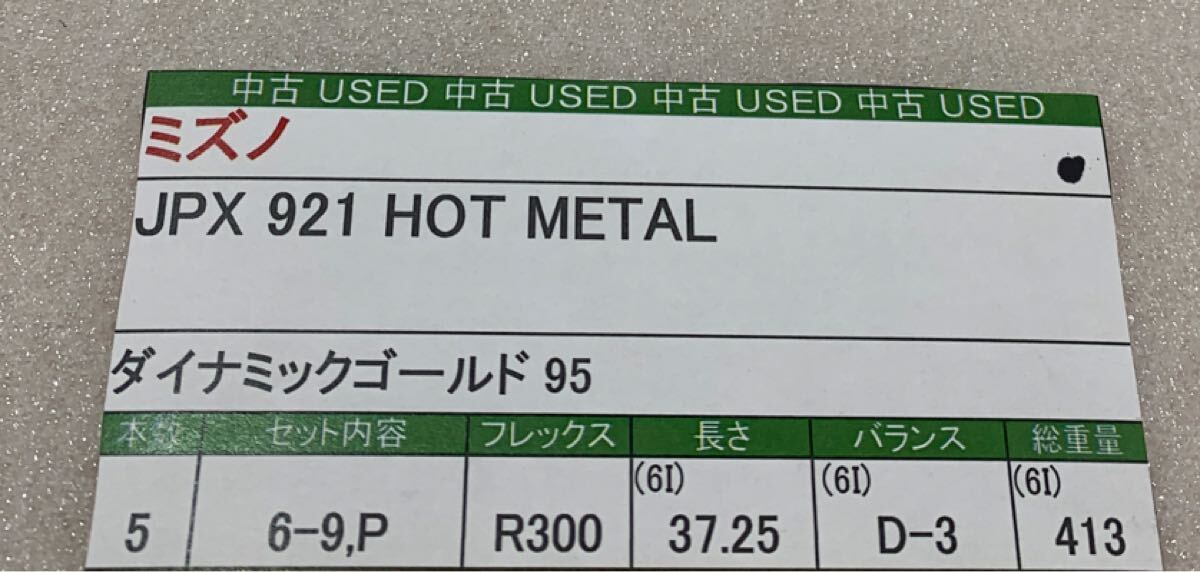 中古 USED 中古 USED 中古 USED 中古 USED
ミズノ
JPX 921 HOT METAL
ダイナミックゴールド 95
本数 セット内容 フレックス 長さ バランス 総重量
(6I) (6I) (6I)
5 6-9,P R300 37.25 D-3 413